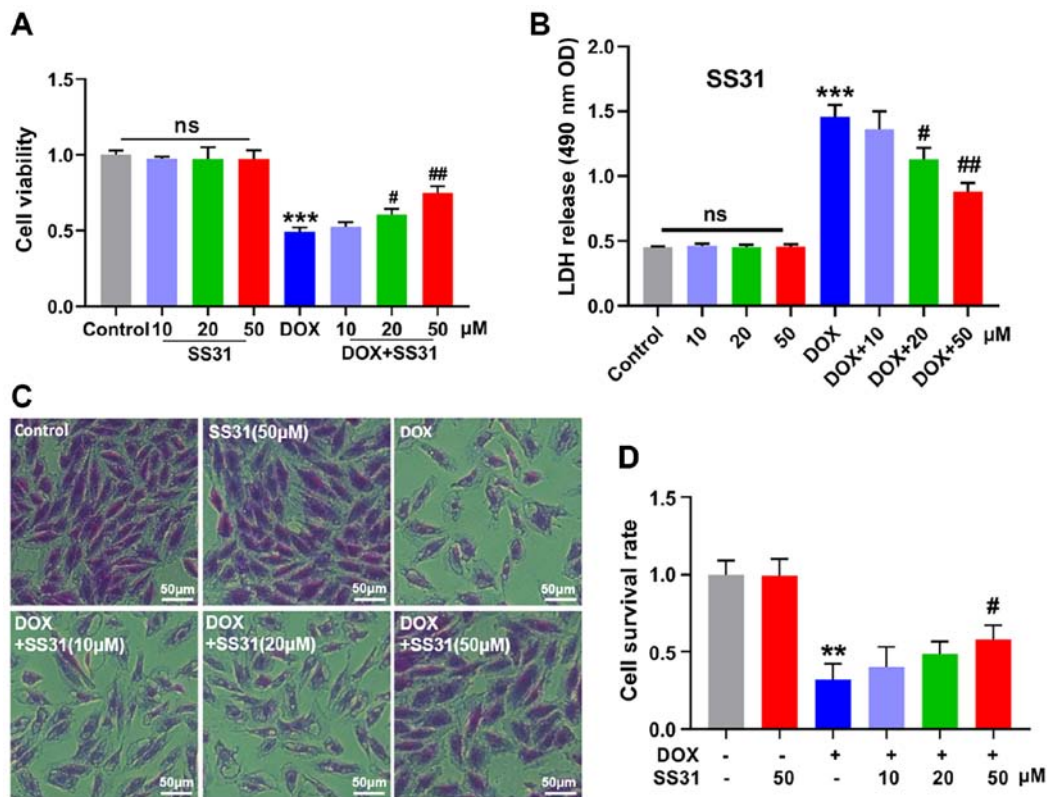 A
Cell viability
1.5
1.0
0.5
0.0
ns
***
#
##
Control 10 20 50 DOX 10 20 50 μM
SS31 DOX+SS31
B
LDH release (490 nm OD)
2.0
1.5
1.0
0.5
0.0
SS31
ns
***
#
##
Control 10 20 50 DOX DOX+10 DOX+20 DOX+50 μM
C
Control
50μm
SS31(50μM)
50μm
DOX
50μm
DOX
+SS31(10μM)
50μm
DOX
+SS31(20μM)
50μm
DOX
+SS31(50μM)
50μm
D
Cell survival rate
1.5
1.0
0.5
0.0
**
#
DOX - - + + + +
SS31 - 50 - 10 20 50 μM